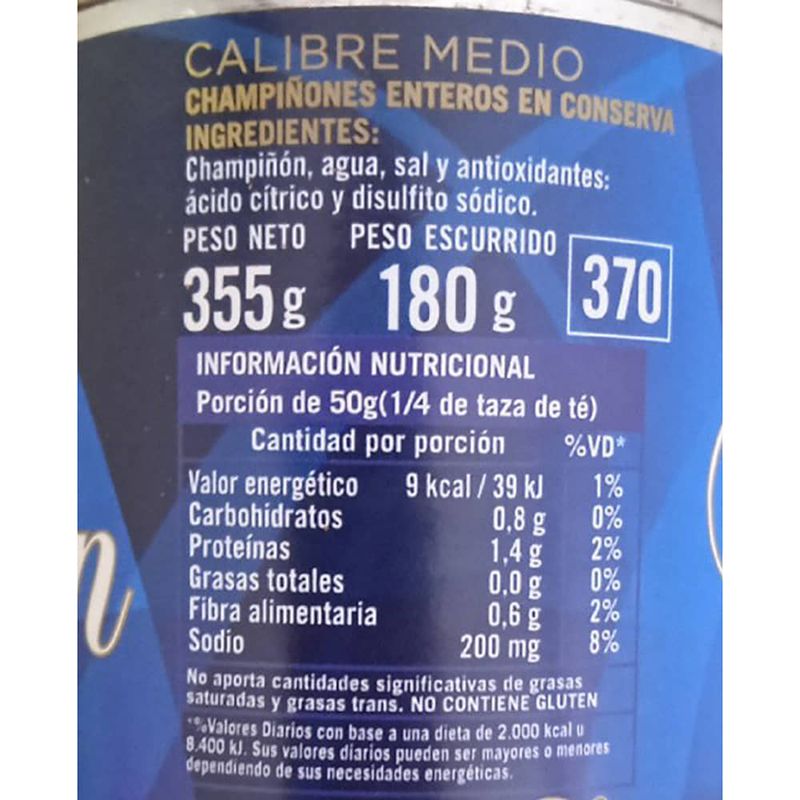 CALIBRE MEDIO
CHAMPIÑONES ENTEROS EN CONSERVA
INGREDIENTES:
Champiñón, agua, sal y antioxidantes:
ácido cítrico y disulfito sódico.
PESO NETO PESO ESCURRIDO
355 g 180 g 370
INFORMACIÓN NUTRICIONAL
Porción de 50g(1/4 de taza de té)
Cantidad por porción %VD*
Valor energético 9 kcal / 39 kJ 1%
Carbohidratos 0,8 g 0%
Proteínas 1,4 g 2%
Grasas totales 0,0 g 0%
Fibra alimentaria 0,6 g 2%
Sodio 200 mg 8%
No aporta cantidades significativas de grasas
saturadas y grasas trans. NO CONTIENE GLUTEN
*%Valores Diarios con base a una dieta de 2.000 kcal u
8.400 kJ. Sus valores diarios pueden ser mayores o menores
dependiendo de sus necesidades energéticas.